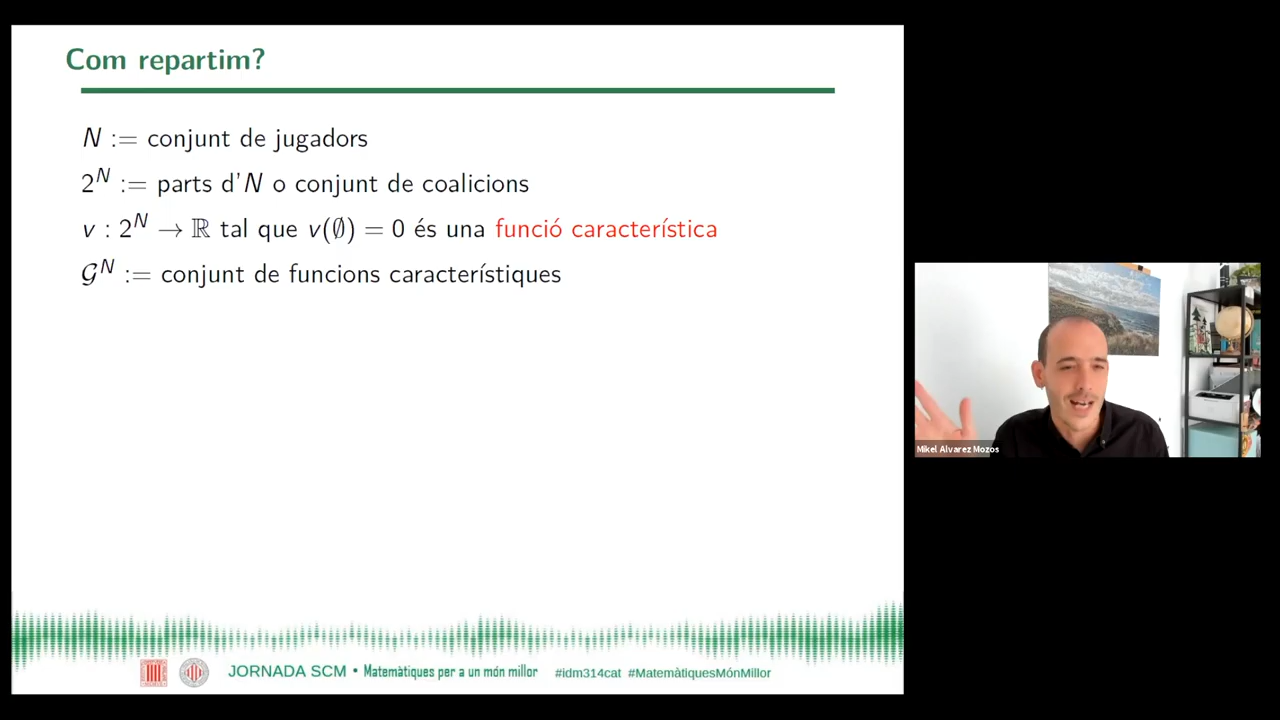 Com repartim?
N := conjunt de jugadors
2^N := parts d'N o conjunt de coalicions
v : 2^N → ℝ tal que v(∅) = 0 és una funció característica
𝒢^N := conjunt de funcions característiques
Mikel Alvarez Mozos
JORNADA SCM • Matemàtiques per a un món millor #idm314cat #MatemàtiquesMónMillor